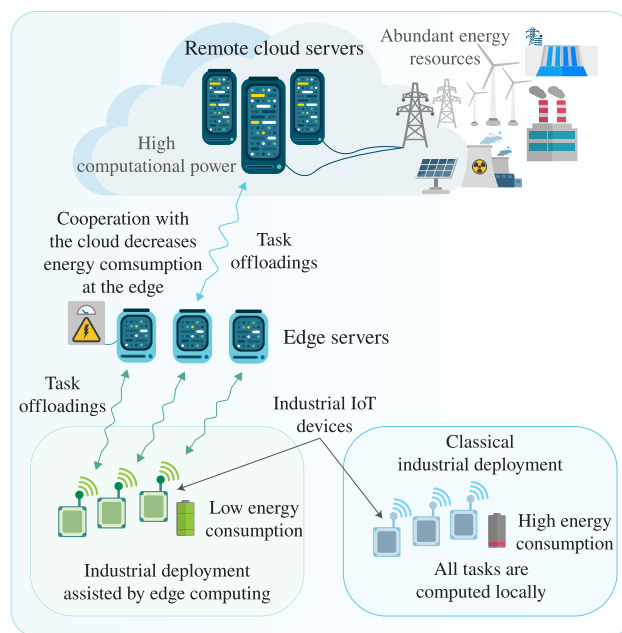 Remote cloud servers
Abundant energy
resources
High
computational power
Cooperation with
the cloud decreases
energy comsumption
at the edge
Task
offloadings
Edge servers
Task
offloadings
Industrial IoT
devices
Classical
industrial deployment
Low energy
consumption
High energy
consumption
Industrial deployment
assisted by edge computing
All tasks are
computed locally